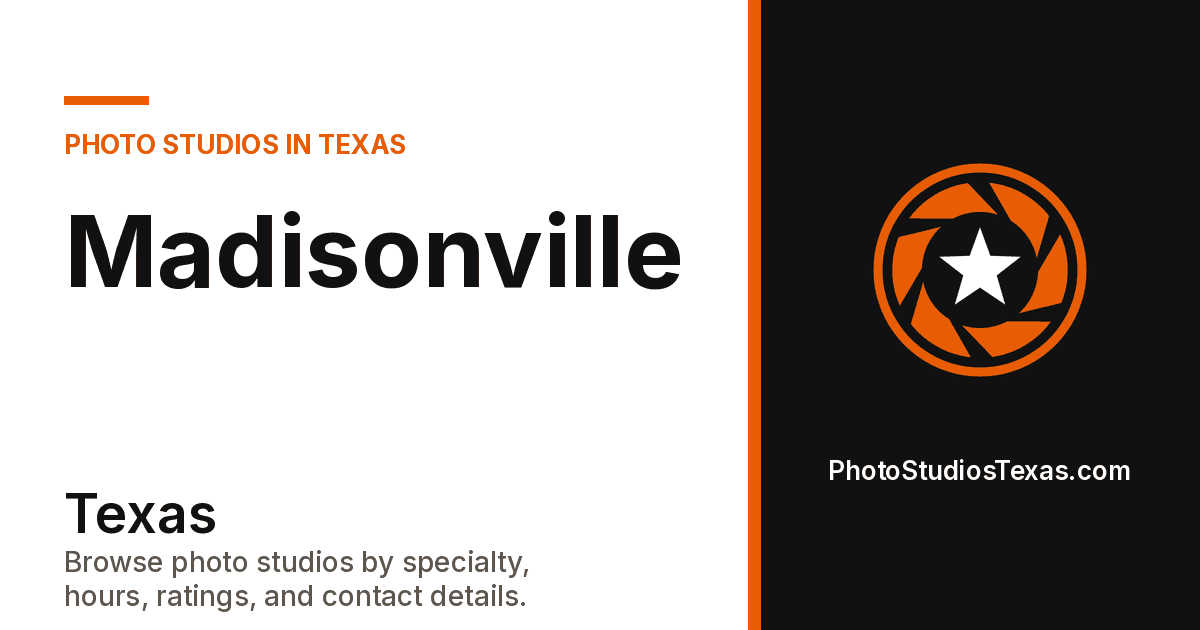 PHOTO STUDIOS IN TEXAS
Madisonville
Texas
Browse photo studios by specialty,
hours, ratings, and contact details.
PhotoStudiosTexas.com